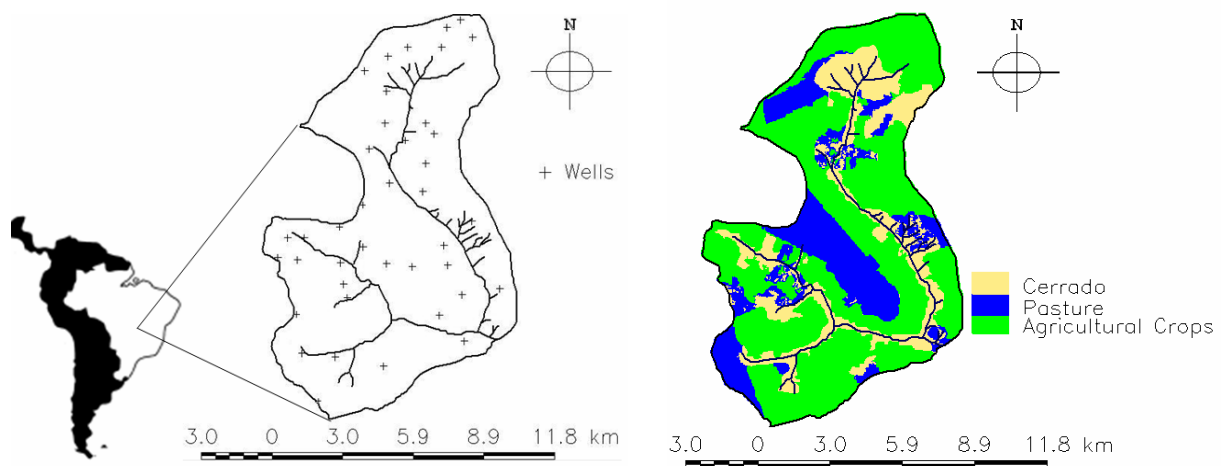 N
+ Wells
3.0 0 3.0 5.9 8.9 11.8 km
N
Cerrado
Pasture
Agricultural Crops
3.0 0 3.0 5.9 8.9 11.8 km